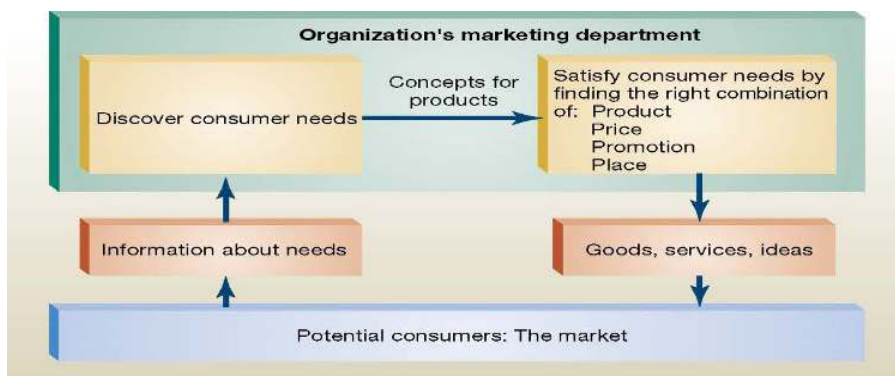 Organization's marketing department
Discover consumer needs
Concepts for
products
Satisfy consumer needs by
finding the right combination
of: Product
Price
Promotion
Place
Information about needs
Goods, services, ideas
Potential consumers: The market